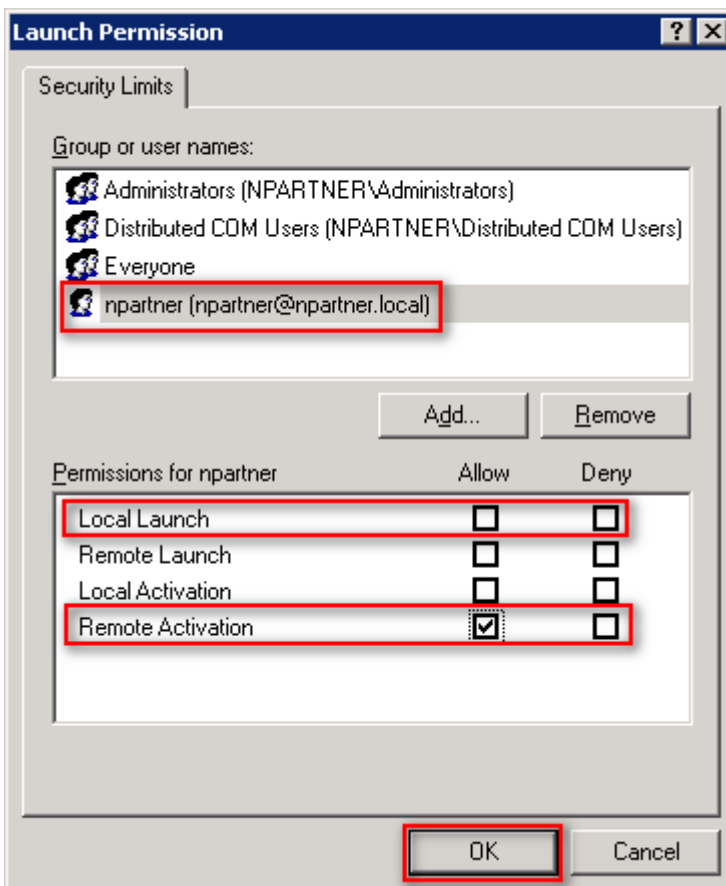 Launch Permission
Security Limits
Group or user names:
Administrators (NPARTNER\Administrators)
Distributed COM Users (NPARTNER\Distributed COM Users)
Everyone
npartner (npartner@npartner.local)
Add... Remove
Permissions for npartner Allow Deny
Local Launch
Remote Launch
Local Activation
Remote Activation
OK Cancel